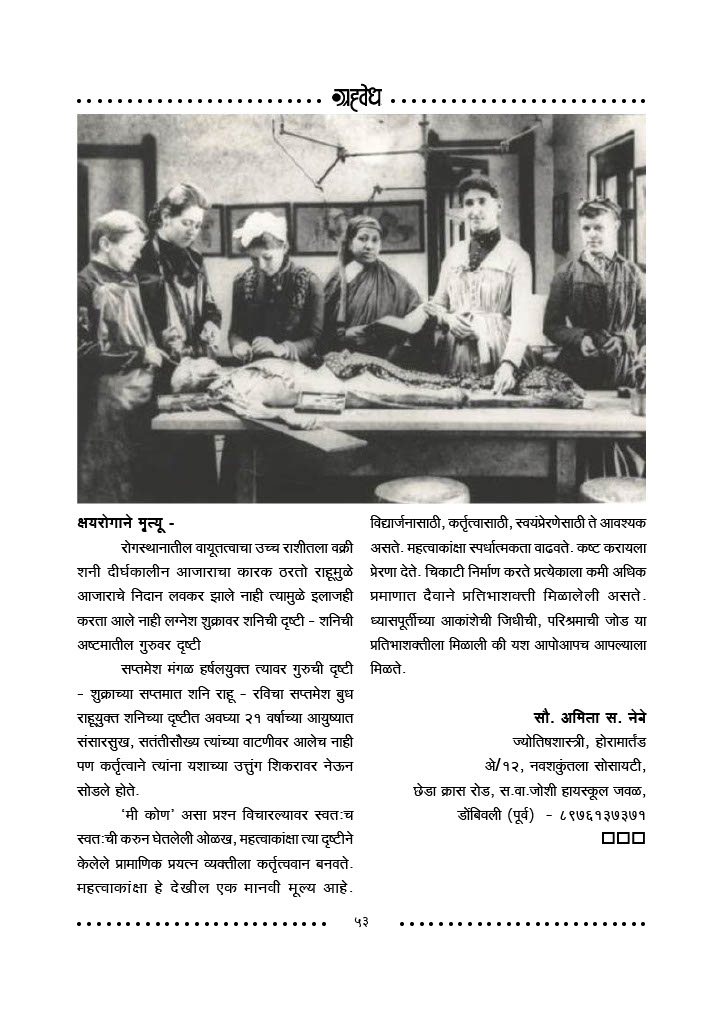 ग्रहवेध
क्षयरोगाने मृत्यू -
रोगस्थानातील वायूतत्वाचा उच्च राशीतला वक्री
शनी दीर्घकालीन आजाराचा कारक ठरतो राहूमुळे
आजाराचे निदान लवकर झाले नाही त्यामुळे इलाजही
करता आले नाही लग्नेश शुक्रावर शनिची दृष्टी - शनिची
अष्टमातील गुरुवर दृष्टी
सप्तमेश मंगळ हर्षलयुक्त त्यावर गुरुची दृष्टी
- शुक्राच्या सप्तमात शनि राहू - रविचा सप्तमेश बुध
राहूयुक्त शनिच्या दृष्टीत अवघ्या २१ वर्षाच्या आयुष्यात
संसारसुख, सतंतीसौख्य त्यांच्या वाटणीवर आलेच नाही
पण कर्तृत्वाने त्यांना यशाच्या उत्तुंग शिकरावर नेऊन
सोडले होते.
‘मी कोण’ असा प्रश्न विचारल्यावर स्वतःच
स्वतःची करुन घेतलेली ओळख, महत्वाकांक्षा त्या दृष्टीने
केलेले प्रामाणिक प्रयत्न व्यक्तीला कर्तृत्ववान बनवते.
महत्वाकांक्षा हे देखील एक मानवी मूल्य आहे.
विद्यार्जनासाठी, कर्तृत्वासाठी, स्वयंप्रेरणेसाठी ते आवश्यक
असते. महत्वाकांक्षा स्पर्धात्मकता वाढवते. कष्ट करायला
प्रेरणा देते. चिकाटी निर्माण करते प्रत्येकाला कमी अधिक
प्रमाणात दैवाने प्रतिभाशक्ती मिळालेली असते.
ध्यासपूर्तीच्या आकांशेची जिधीची, परिश्रमाची जोड या
प्रतिभाशक्तीला मिळाली की यश आपोआपच आपल्याला
मिळते.
सौ. अमिला स. नेबे
ज्योतिषशास्त्री, होरामार्तंड
अे/१२, नवशकुंतला सोसायटी,
छेडा क्रास रोड, स.वा.जोशी हायस्कूल जवळ,
डोंबिवली (पूर्व) - ८९७६१३७३७१
५३